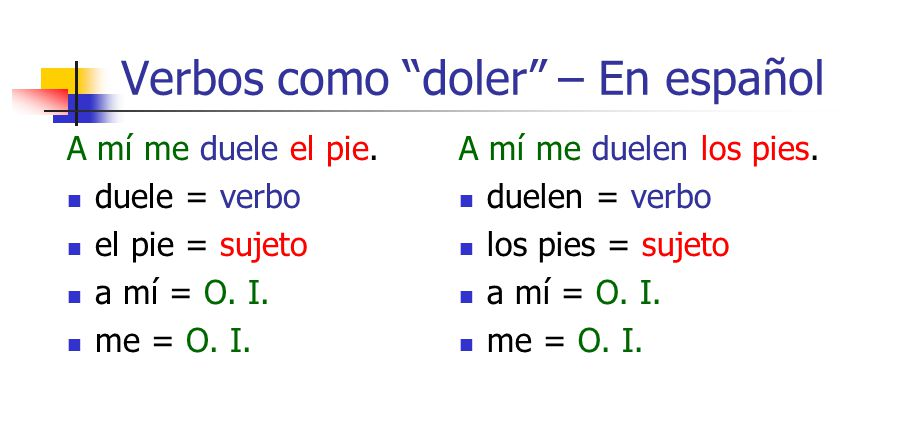 Verbos como “doler” – En español
A mí me duele el pie.
■ duele = verbo
■ el pie = sujeto
■ a mí = O. I.
■ me = O. I.
A mí me duelen los pies.
■ duelen = verbo
■ los pies = sujeto
■ a mí = O. I.
■ me = O. I.